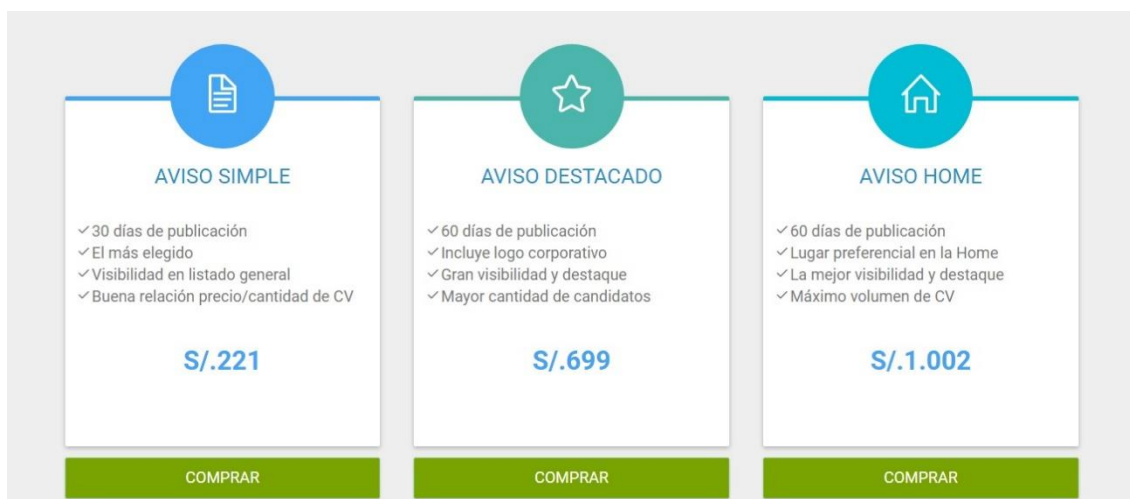 AVISO SIMPLE
30 días de publicación
El más elegido
Visibilidad en listado general
Buena relación precio/cantidad de CV
S/.221
COMPRAR
AVISO DESTACADO
60 días de publicación
Incluye logo corporativo
Gran visibilidad y destaque
Mayor cantidad de candidatos
S/.699
COMPRAR
AVISO HOME
60 días de publicación
Lugar preferencial en la Home
La mejor visibilidad y destaque
Máximo volumen de CV
S/.1.002
COMPRAR